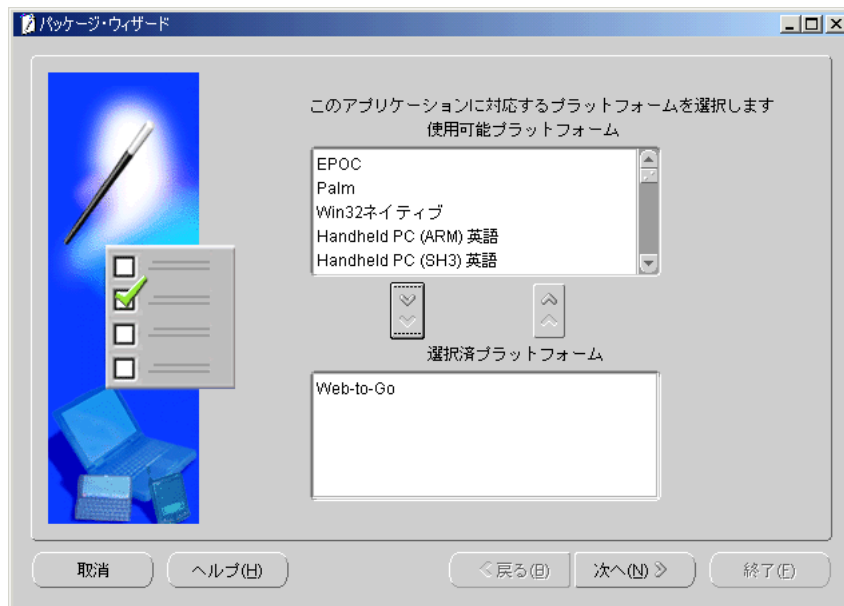 パッケージ・ウィザード
このアプリケーションに対応するプラットフォームを選択します
使用可能プラットフォーム
EPOC
Palm
Win32ネイティブ
Handheld PC (ARM) 英語
Handheld PC (SH3) 英語
選択済プラットフォーム
Web-to-Go
取消
ヘルプ(H)
戻る(B)
次へ(N)
終了(F)